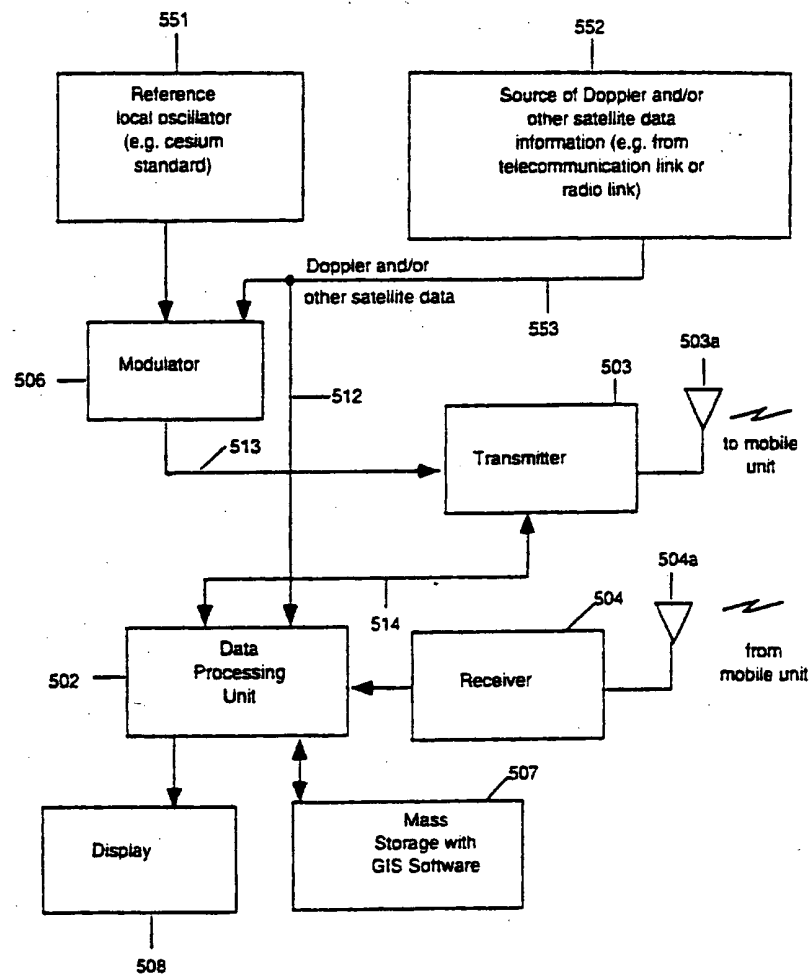 551
552
Reference
local oscillator
(e.g. cesium
standard)
Source of Doppler and/or
other satellite data
information (e.g. from
telecommunication link or
radio link)
Doppler and/or
other satellite data
553
506
Modulator
512
503
503a
513
Transmitter
to mobile
unit
514
504
504a
502
Data
Processing
Unit
Receiver
from
mobile unit
507
Display
Mass
Storage with
GIS Software
508